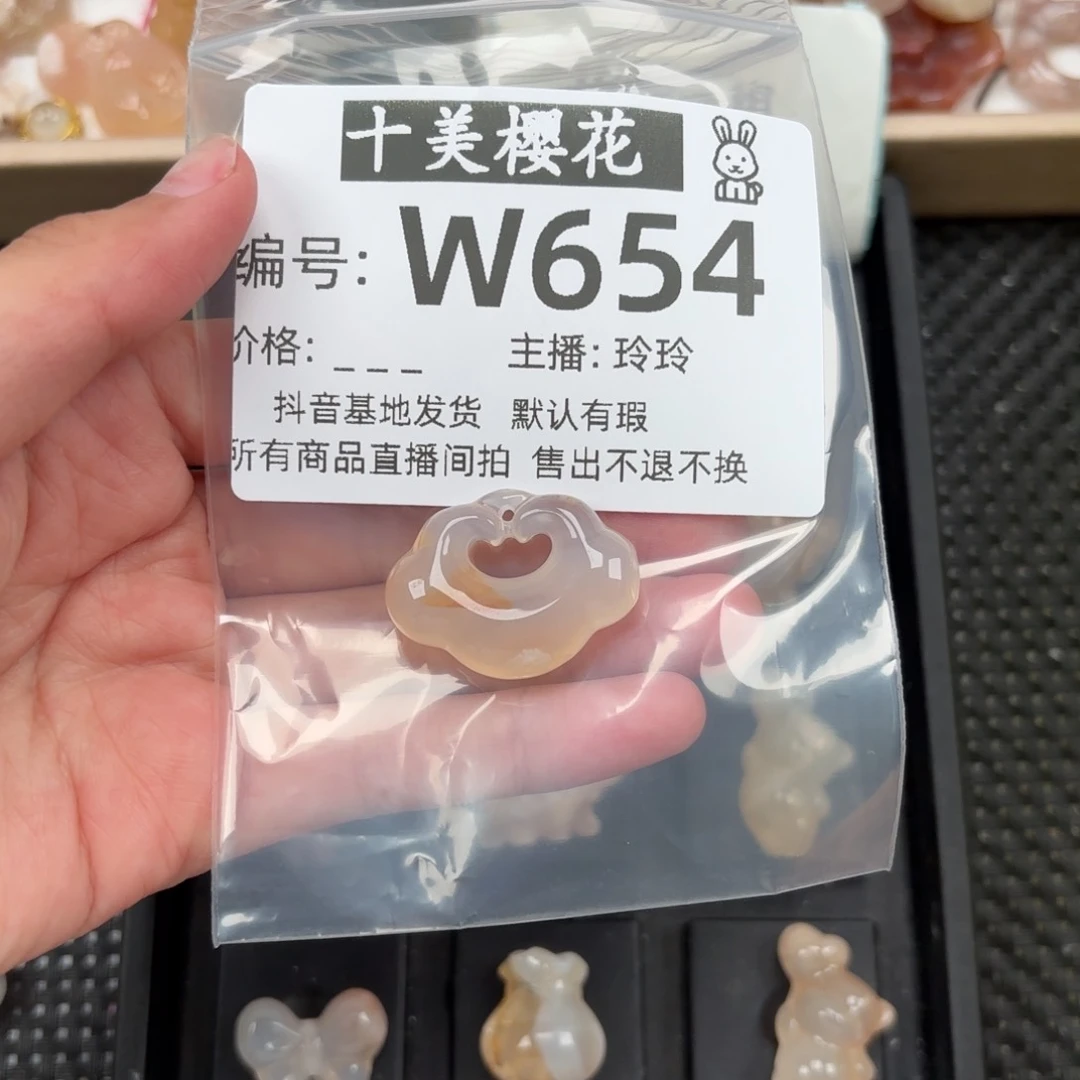 十美樱花
编号: W654
价格: _ _ _ 主播: 玲玲
抖音基地发货 默认有瑕
所有商品直播间拍 售出不退不换